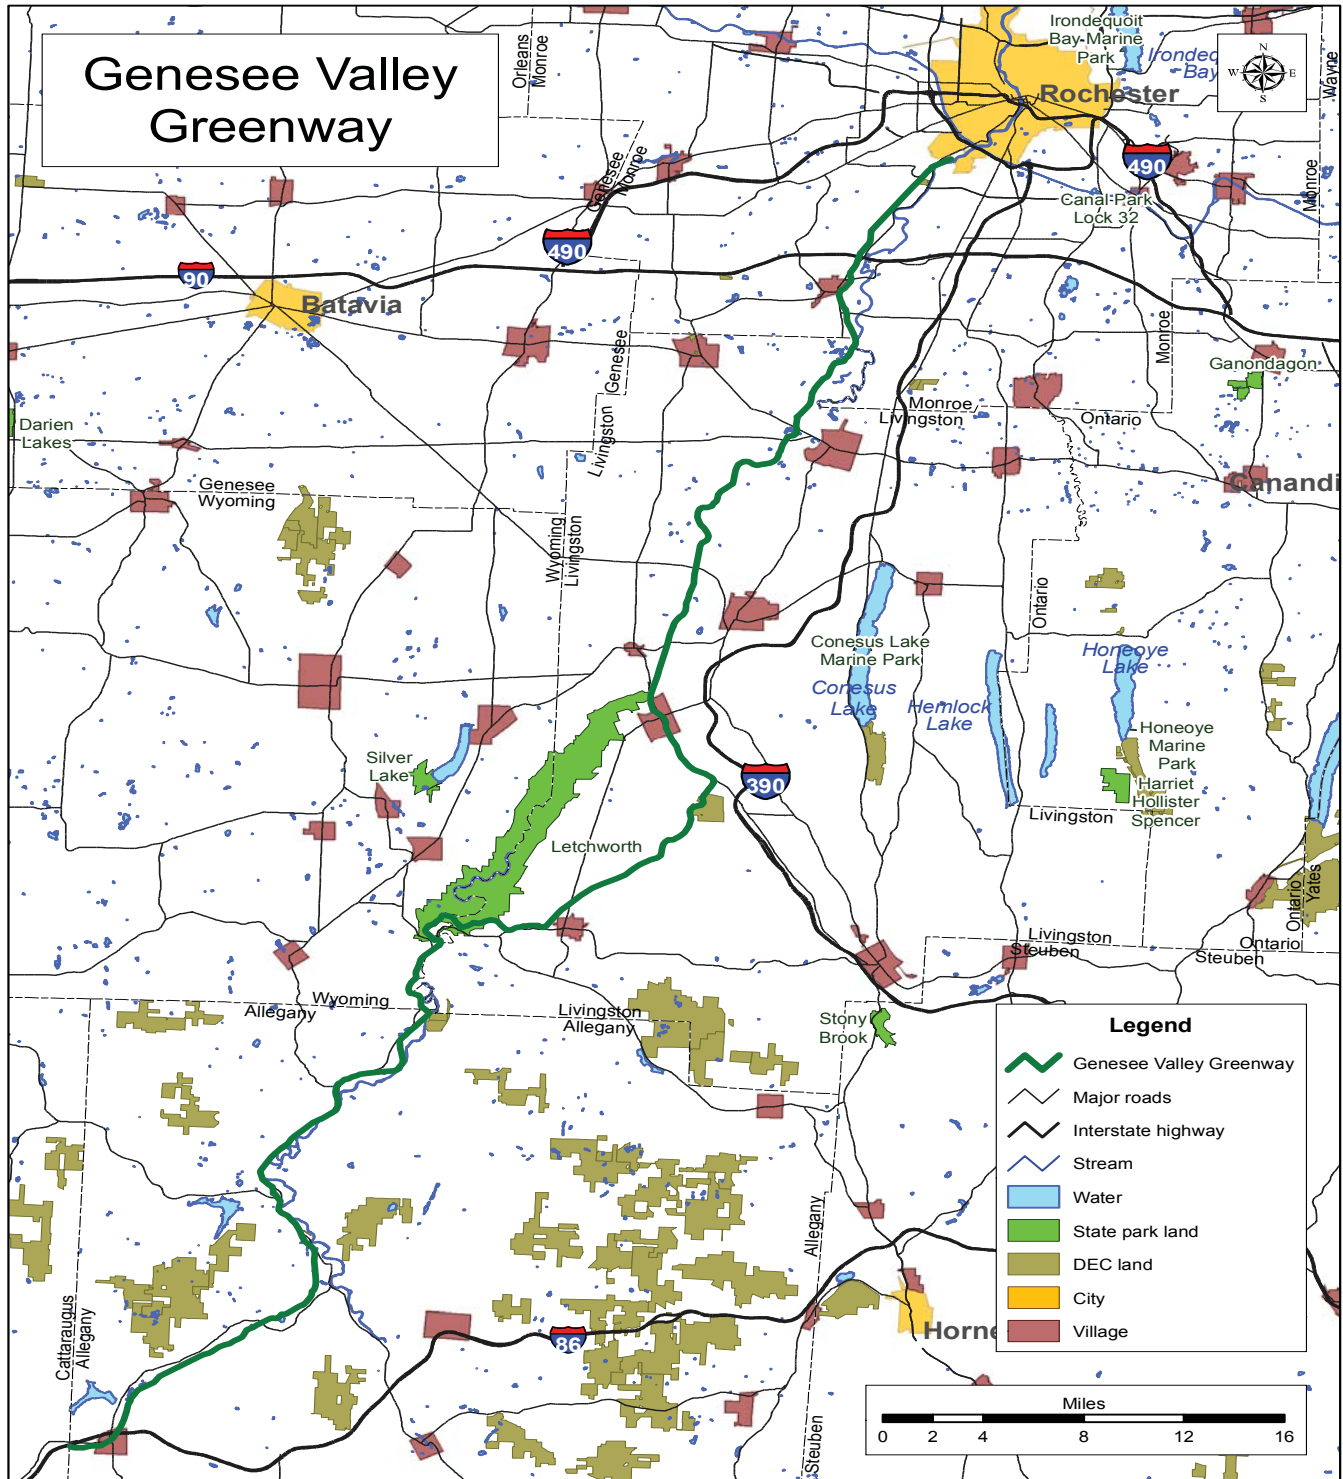 Genesee Valley
Greenway
Orleans
Monroe
Irondequoit
Bay Marine
Park
Irondeq
Bay
N
W
E
S
Wayne
Rochester
490
Genesee
Monroe
Canal Park
Lock 32
Monroe
490
90
Batavia
Genesee
Livingston
Monroe
Ganondagon
Darien
Lakes
Monroe
Livingston
Ontario
Genesee
Wyoming
Canandi
Wyoming
Livingston
Ontario
Conesus Lake
Marine Park
Conesus
Lake
Hemlock
Lake
Honeoye
Lake
Honeoye
Marine
Park
Harriet
Hollister
Spencer
Silver
Lake
390
Livingston
Letchworth
Ontario
Yates
Livingston
Steuben
Ontario
Steuben
Wyoming
Allegany
Livingston
Allegany
Stony
Brook
Legend
Genesee Valley Greenway
Major roads
Interstate highway
Stream
Water
State park land
DEC land
City
Village
Allegany
Steuben
Cattaraugus
Allegany
86
Horne
Miles
0 2 4 8 12 16